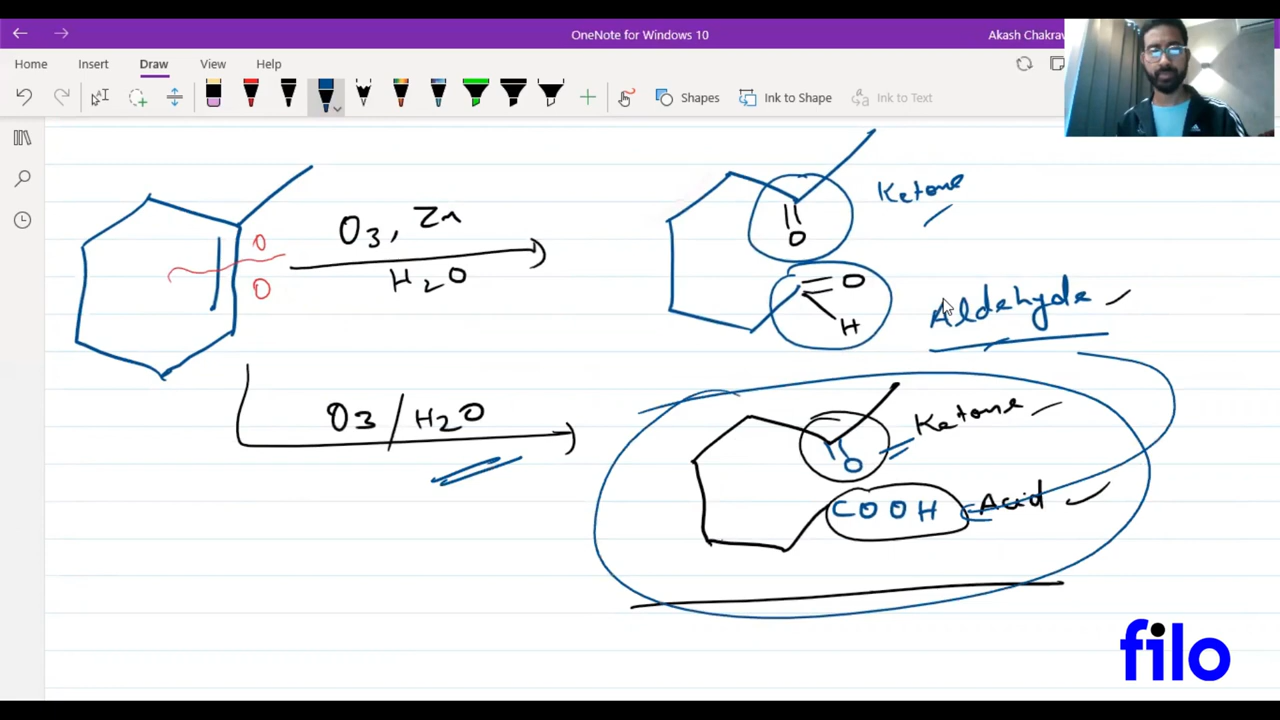 OneNote for Windows 10
Akash Chakrav
Home Insert Draw View Help
Shapes Ink to Shape Ink to Text
O3, Zn
H2O
O
O
Ketone
O
O
H
Aldehyde
O3 / H2O
Ketone
O
COOH
Acid
filo